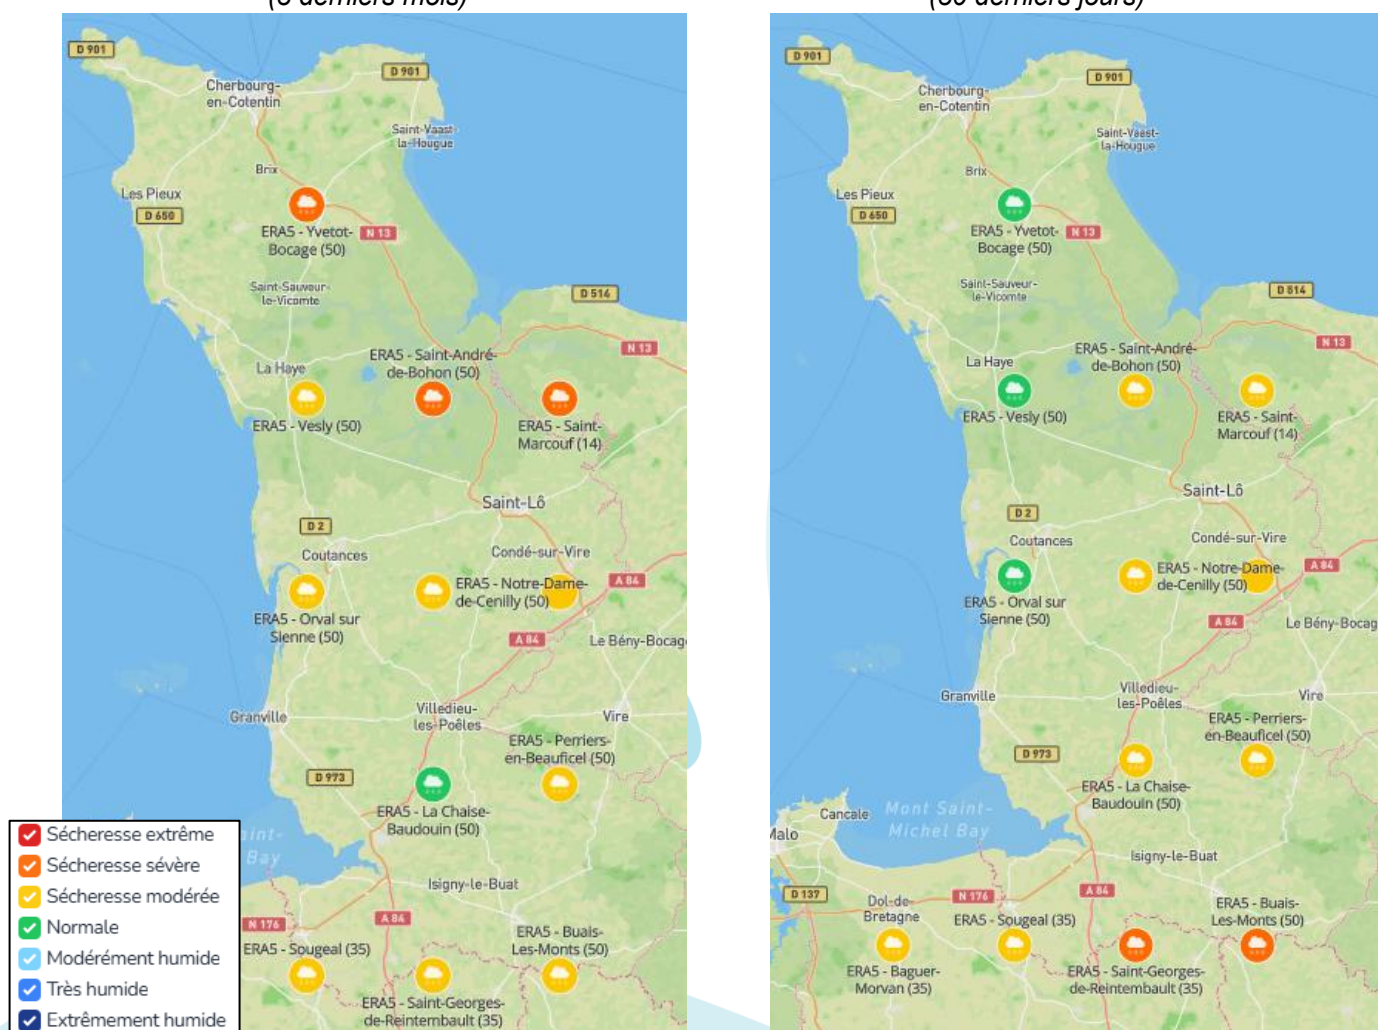 (6 derniers mois)
D 901
D 901
Cherbourg-
en-Cotentin
Saint-Vaast-
la-Hougue
Brix
Les Pieux
D 650
ERA5 - Yvetot-
Bocage (50)
N 13
Saint-Sauveur-
le-Vicomte
D 514
N 13
ERA5 - Saint-André-
de-Bohon (50)
La Haye
ERA5 - Vesly (50)
ERA5 - Saint-
Marcouf (14)
Saint-Lô
D 2
Coutances
Condé-sur-Vire
ERA5 - Notre-Dame-
de-Cenilly (50)
A 84
ERA5 - Orval sur
Sienne (50)
A 84
Le Bény-Bocag
Granville
Villedieu-
les-Poêles
Vire
ERA5 - Perriers-
en-Beauficel (50)
D 973
ERA5 - La Chaise-
Baudouin (50)
aint-
Bay
Isigny-le-Buat
N 176
A 84
ERA5 - Sougeal (35)
ERA5 - Buais-
Les-Monts (50)
ERA5 - Saint-Georges-
de-Reintembault (35)
Sécheresse extrême
Sécheresse sévère
Sécheresse modérée
Normale
Modérément humide
Très humide
Extrêmement humide
(30 derniers jours)
D 901
D 901
Cherbourg-
en-Cotentin
Saint-Vaast-
la-Hougue
Brix
Les Pieux
D 650
ERA5 - Yvetot-
Bocage (50)
N 13
Saint-Sauveur-
le-Vicomte
D 514
N 13
ERA5 - Saint-André-
de-Bohon (50)
La Haye
ERA5 - Vesly (50)
ERA5 - Saint-
Marcouf (14)
Saint-Lô
D 2
Coutances
Condé-sur-Vire
ERA5 - Notre-Dame-
de-Cenilly (50)
A 84
ERA5 - Orval sur
Sienne (50)
A 84
Le Bény-Bocag
Granville
Villedieu-
les-Poêles
Vire
ERA5 - Perriers-
en-Beauficel (50)
D 973
ERA5 - La Chaise-
Baudouin (50)
Cancale
Mont Saint-
Michel Bay
Malo
Isigny-le-Buat
D 137
Dol-de-
Bretagne
N 176
A 84
ERA5 - Sougeal (35)
ERA5 - Buais-
Les-Monts (50)
ERA5 - Baguer-
Morvan (35)
ERA5 - Saint-Georges-
de-Reintembault (35)